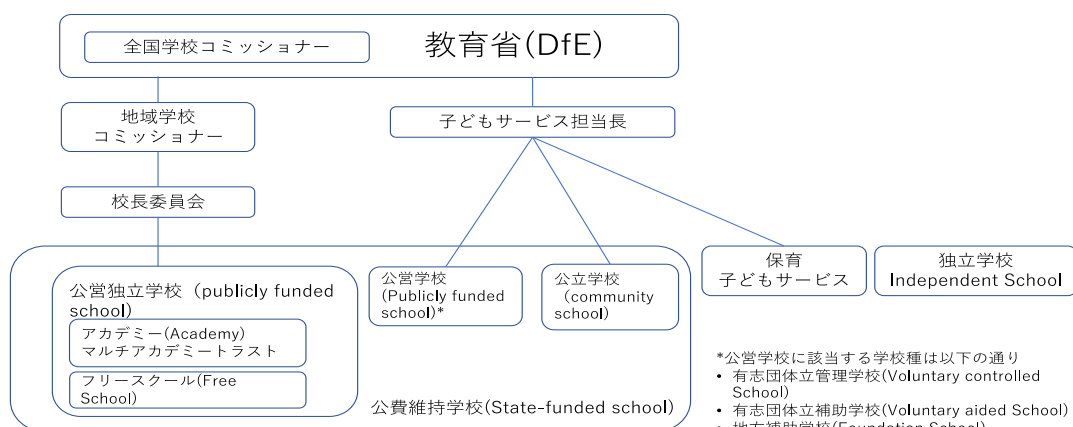 全国学校コミッショナー
教育省(DfE)
地域学校
コミッショナー
子どもサービス担当長
校長委員会
公営独立学校（publicly funded
school)
アカデミー(Academy)
マルチアカデミートラスト
フリースクール(Free
School)
公営学校
(Publicly funded
school)*
公立学校
（community
school）
公費維持学校(State-funded school)
保育
子どもサービス
独立学校
Independent School
*公営学校に該当する学校種は以下の通り
• 有志団体立管理学校(Voluntary controlled
School)
• 有志団体立補助学校(Voluntary aided School)
• 地方補助学校(Foundation School)